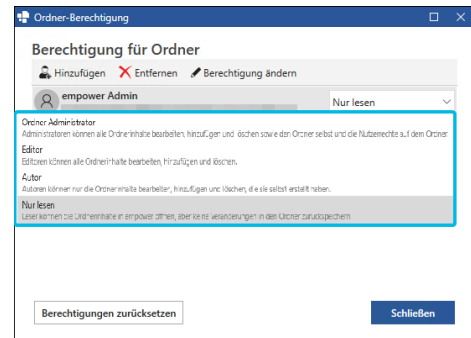 Ordner-Berechtigung
Berechtigung für Ordner
Hinzufügen Entfernen Berechtigung ändern
empower Admin
Nur lesen
Ordner Administrator
Administratoren können alle Ordnerinhalte bearbeiten, hinzufügen und löschen sowie den Ordner selbst und die Nutzerrechte auf dem Ordner
Editor
Editoren können alle Ordnerinhalte bearbeiten, hinzufügen und löschen.
Autor
Autoren können nur die Ordnerinhalte bearbeiten, hinzufügen und löschen, die sie selbst erstellt haben.
Nur lesen
Leser können die Ordnerinhalte in empower öffnen, aber keine Veränderungen in den Ordner zurückspeichern
Berechtigungen zurücksetzen
Schließen